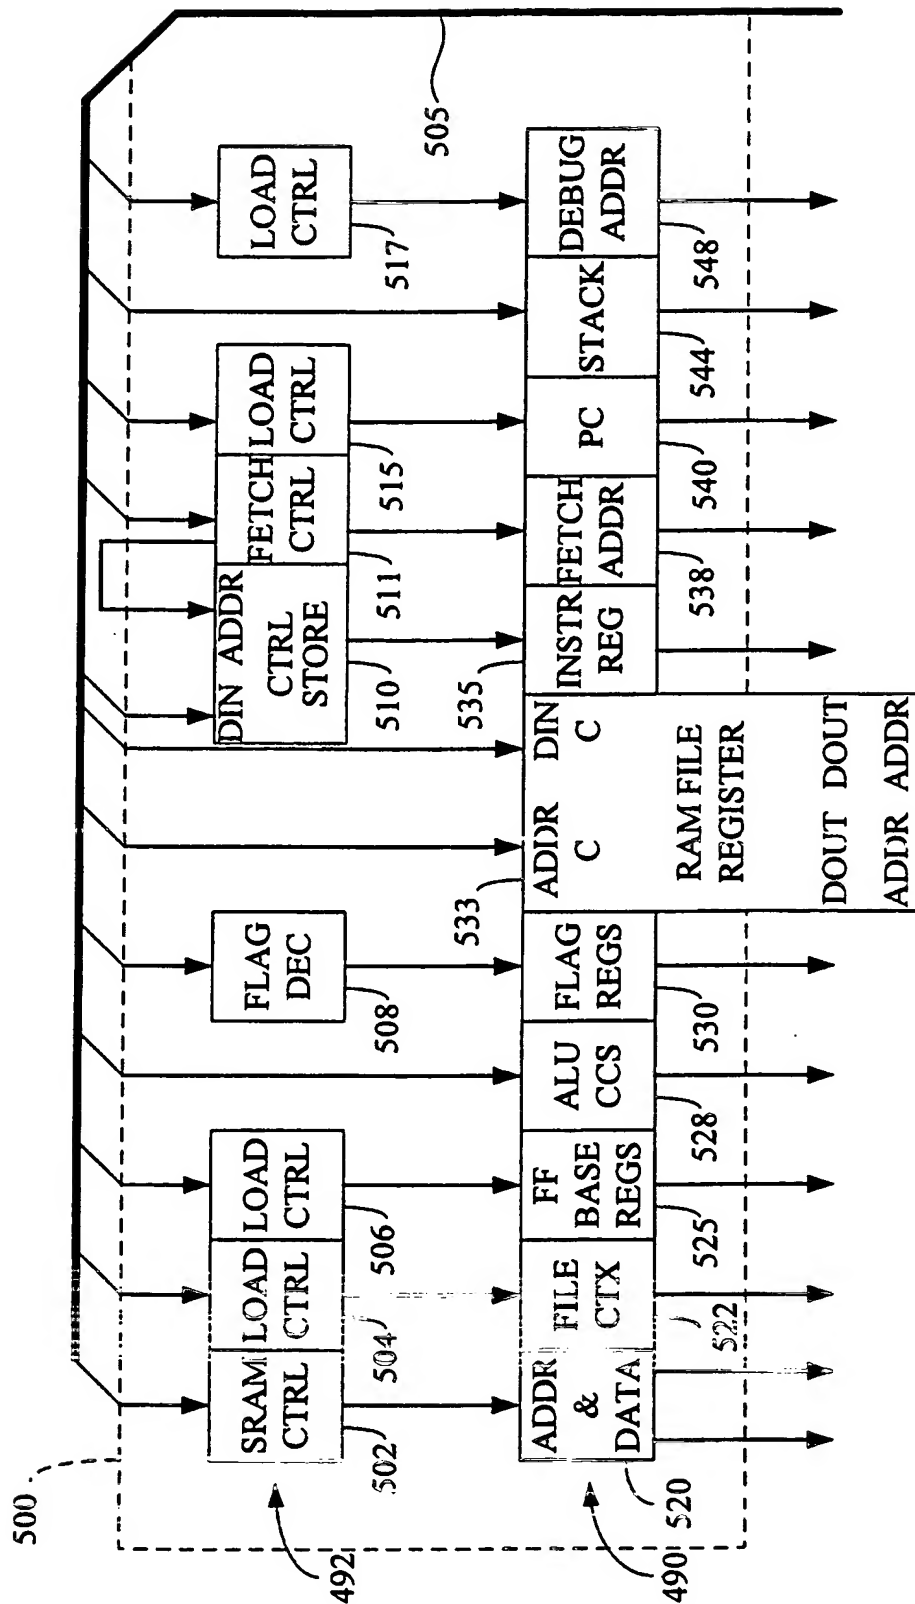 500
492
SRAM
CTRL
502
LOAD
CTRL
504
LOAD
CTRL
506
FLAG
DEC
508
DIN ADDR
CTRL
STORE
510
FETCH
CTRL
511
LOAD
CTRL
515
LOAD
CTRL
517
505
490
ADDR
&
DATA
520
FILE
CTX
522
FF
BASE
REGS
525
ALU
CCS
528
FLAG
REGS
530
533
ADDR DIN
C C
RAM FILE
REGISTER
DOUT DOUT
ADDR ADDR
535
INSTR
REG
FETCH
ADDR
538
PC
540
STACK
544
DEBUG
ADDR
548